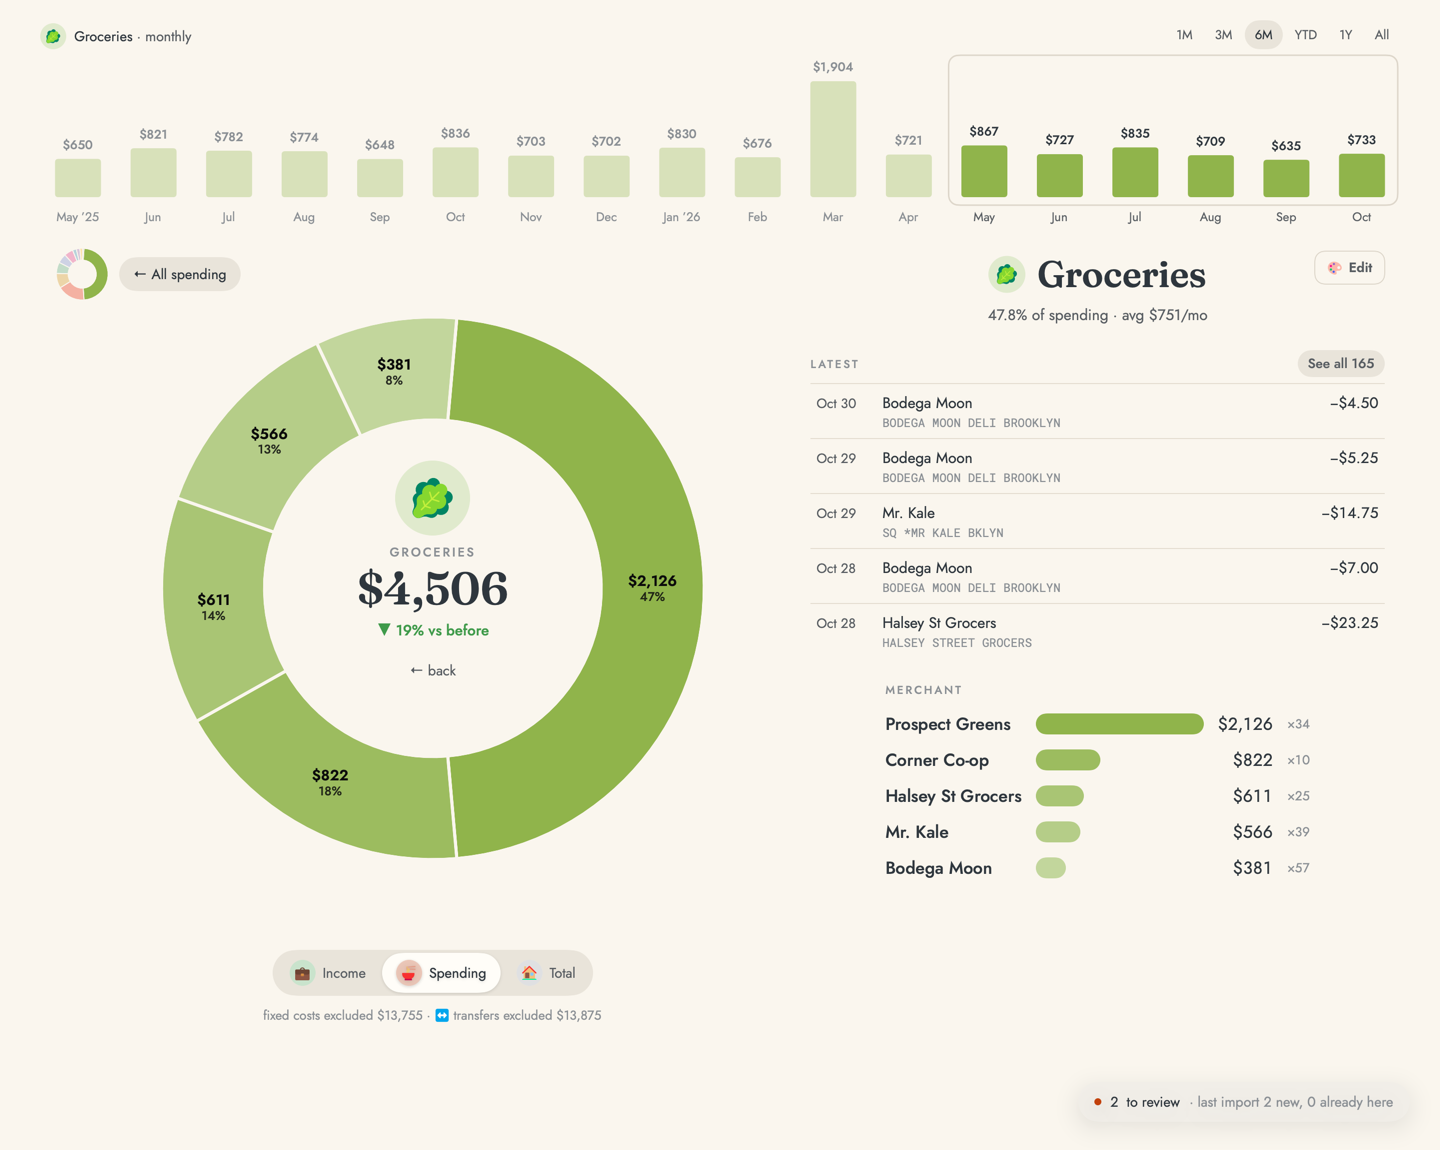 Groceries · monthly
1M 3M 6M YTD 1Y All
$650 $821 $782 $774 $648 $836 $703 $702 $830 $676 $1,904 $721 $867 $727 $835 $709 $635 $733
May ’25 Jun Jul Aug Sep Oct Nov Dec Jan ’26 Feb Mar Apr May Jun Jul Aug Sep Oct
← All spending
$381
8%
$566
13%
$2,126
47%
$611
14%
$822
18%
GROCERIES
$4,506
▼ 19% vs before
← back
Income Spending Total
fixed costs excluded $13,755 · ↔ transfers excluded $13,875
Groceries
Edit
47.8% of spending · avg $751/mo
LATEST
See all 165
Oct 30 Bodega Moon −$4.50
BODEGA MOON DELI BROOKLYN
Oct 29 Bodega Moon −$5.25
BODEGA MOON DELI BROOKLYN
Oct 29 Mr. Kale −$14.75
SQ *MR KALE BKLYN
Oct 28 Bodega Moon −$7.00
BODEGA MOON DELI BROOKLYN
Oct 28 Halsey St Grocers −$23.25
HALSEY STREET GROCERS
MERCHANT
Prospect Greens $2,126 ×34
Corner Co-op $822 ×10
Halsey St Grocers $611 ×25
Mr. Kale $566 ×39
Bodega Moon $381 ×57
2 to review · last import 2 new, 0 already here